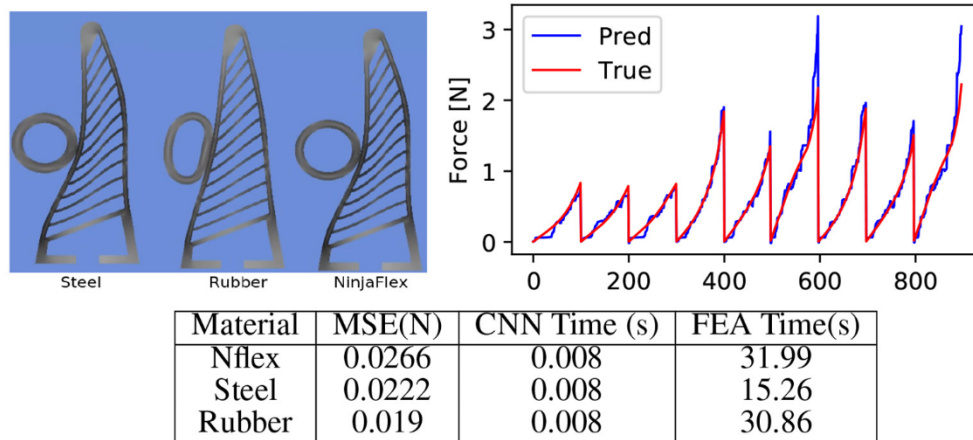 Steel Rubber NinjaFlex
Force [N]
3
2
1
0
Pred
True
0 200 400 600 800
Material MSE(N) CNN Time (s) FEA Time(s)
Nflex 0.0266 0.008 31.99
Steel 0.0222 0.008 15.26
Rubber 0.019 0.008 30.86